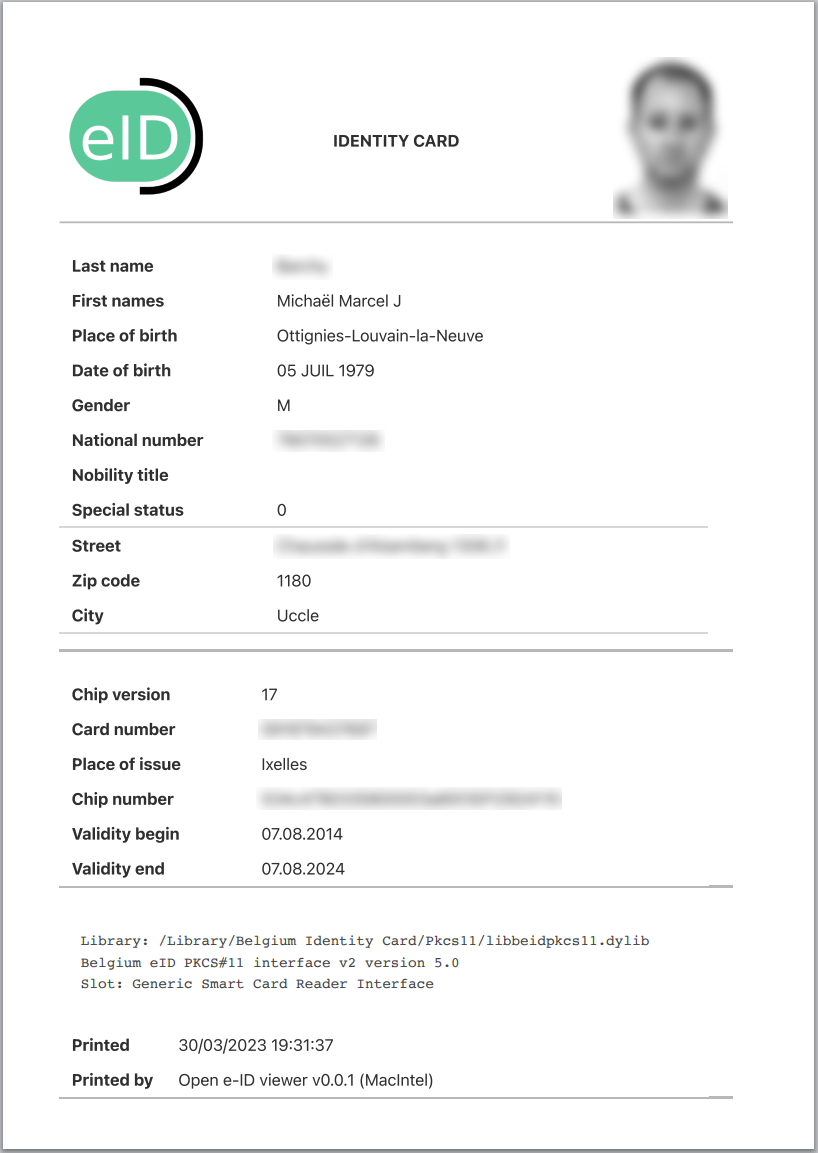 eID
IDENTITY CARD
Last name
First names Michaël Marcel J
Place of birth Ottignies-Louvain-la-Neuve
Date of birth 05 JUIL 1979
Gender M
National number
Nobility title
Special status 0
Street
Zip code 1180
City Uccle
Chip version 17
Card number
Place of issue Ixelles
Chip number
Validity begin 07.08.2014
Validity end 07.08.2024
Library: /Library/Belgium Identity Card/Pkcs11/libbeidpkcs11.dylib
Belgium eID PKCS#11 interface v2 version 5.0
Slot: Generic Smart Card Reader Interface
Printed 30/03/2023 19:31:37
Printed by Open e-ID viewer v0.0.1 (MacIntel)